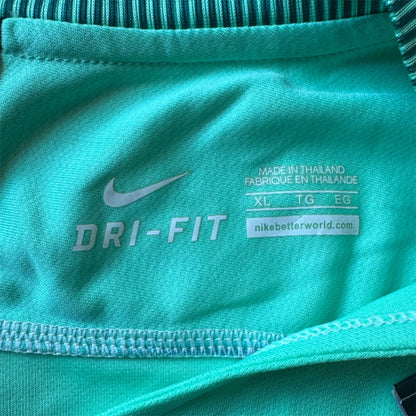 DRI-FIT
MADE IN THAILAND
FABRIQUE EN THAILANDE
XL TG EG
nikebetterworld.com